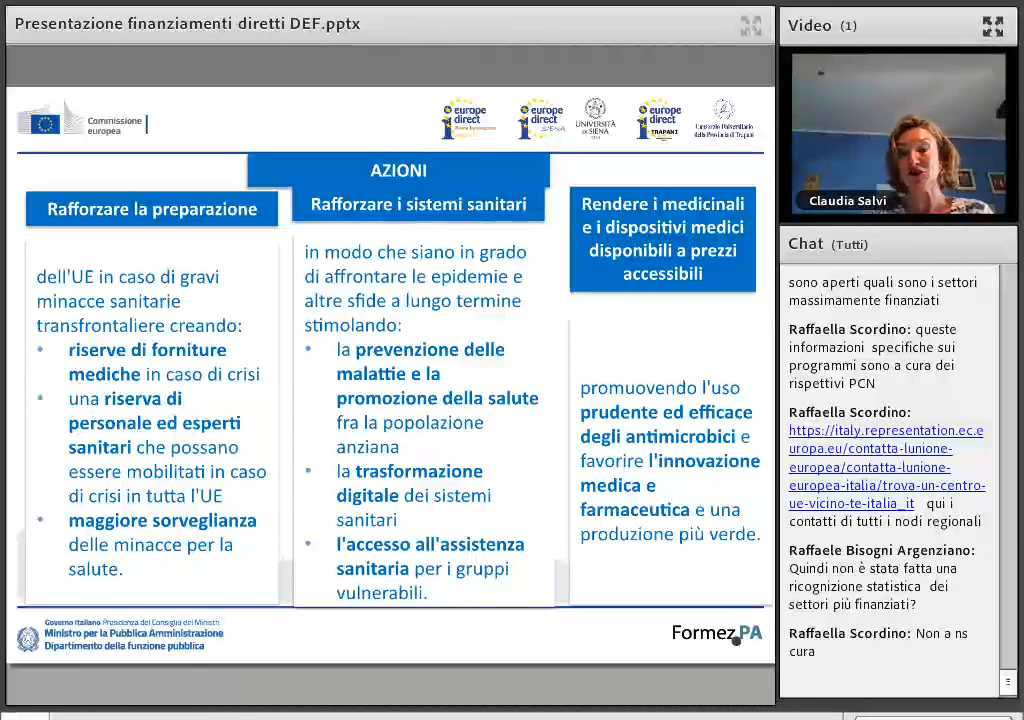 Presentazione finanziamenti diretti DEF.pptx
Commissione
europea
europe
direct
europe
direct
SIENA
UNIVERSITÀ
DI SIENA
europe
direct
TRAPANI
AZIONI
Rafforzare la preparazione
dell'UE in caso di gravi
minacce sanitarie
transfrontaliere creando:
• riserve di forniture
mediche in caso di crisi
• una riserva di
personale ed esperti
sanitari che possano
essere mobilitati in caso
di crisi in tutta l'UE
• maggiore sorveglianza
delle minacce per la
salute.
Rafforzare i sistemi sanitari
in modo che siano in grado
di affrontare le epidemie e
altre sfide a lungo termine
stimolando:
• la prevenzione delle
malattie e la
promozione della salute
fra la popolazione
anziana
• la trasformazione
digitale dei sistemi
sanitari
• l'accesso all'assistenza
sanitaria per i gruppi
vulnerabili.
Rendere i medicinali
e i dispositivi medici
disponibili a prezzi
accessibili
promuovendo l'uso
prudente ed efficace
degli antimicrobici e
favorire l'innovazione
medica e
farmaceutica e una
produzione più verde.
Governo Italiano Presidenza del Consiglio dei Ministri
Ministro per la Pubblica Amministrazione
Dipartimento della funzione pubblica
Formez.PA
Video (1)
Claudia Salvi
Chat (Tutti)
sono aperti quali sono i settori
massimamente finanziati
Raffaella Scordino: queste
informazioni specifiche sui
programmi sono a cura dei
rispettivi PCN
Raffaella Scordino:
https://italy.representation.ec.e
uropa.eu/contatta-lunione-
europea/contatta-lunione-
europea-italia/trova-un-centro-
ue-vicino-te-italia_it qui i
contatti di tutti i nodi regionali
Raffaele Bisogni Argenziano:
Quindi non è stata fatta una
ricognizione statistica dei
settori più finanziati?
Raffaella Scordino: Non a ns
cura